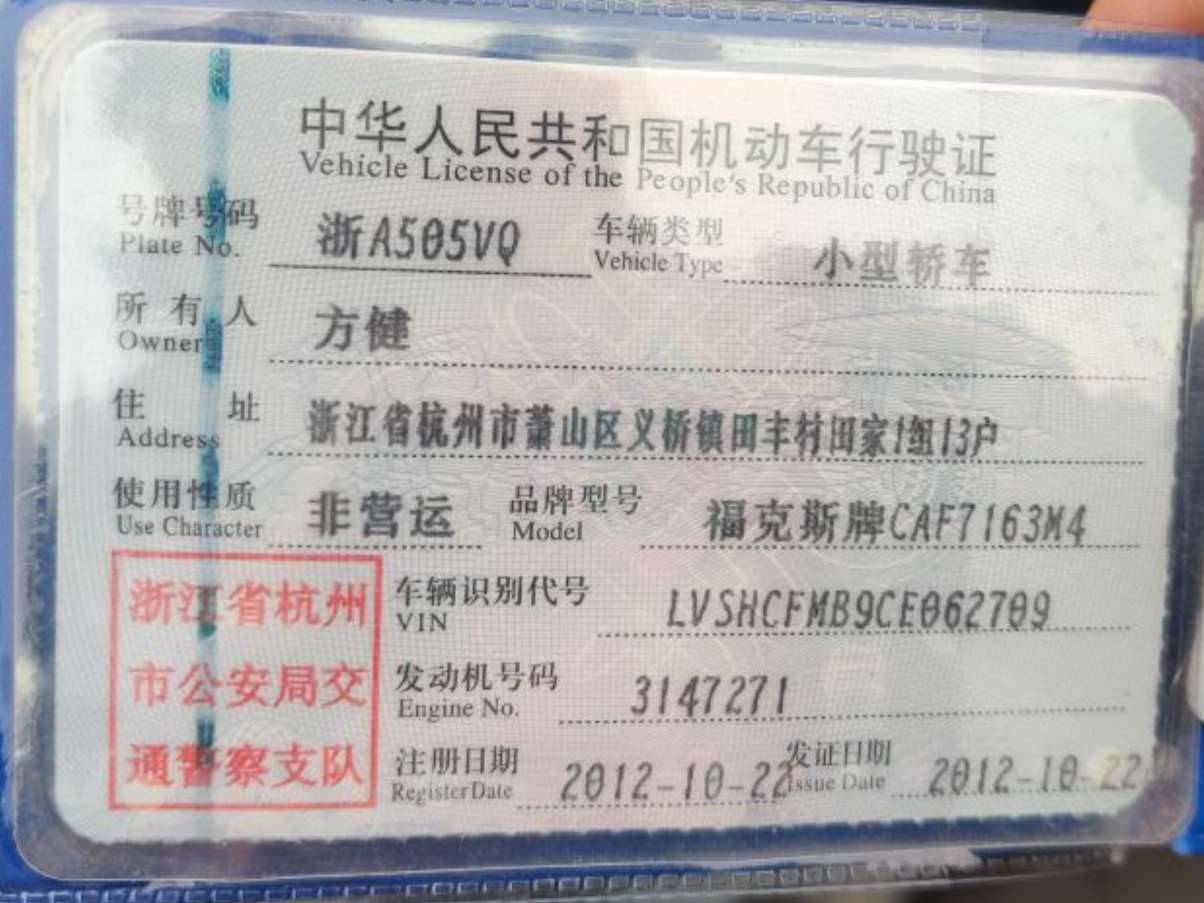 中华人民共和国机动车行驶证
Vehicle License of the People's Republic of China
号牌号码 浙A505VQ 车辆类型 小型轿车
Plate No. Vehicle Type
所有人 方健
Owner
住址 浙江省杭州市萧山区义桥镇田丰村田家1组13户
Address
使用性质 非营运 品牌型号 福克斯牌CAF7163M4
Use Character Model
浙江省杭州
市公安局交
通警察支队
车辆识别代号 LVSHCFMB9CE062709
VIN
发动机号码 3147271
Engine No.
注册日期 2012-10-22 发证日期 2012-10-22
Register Date Issue Date